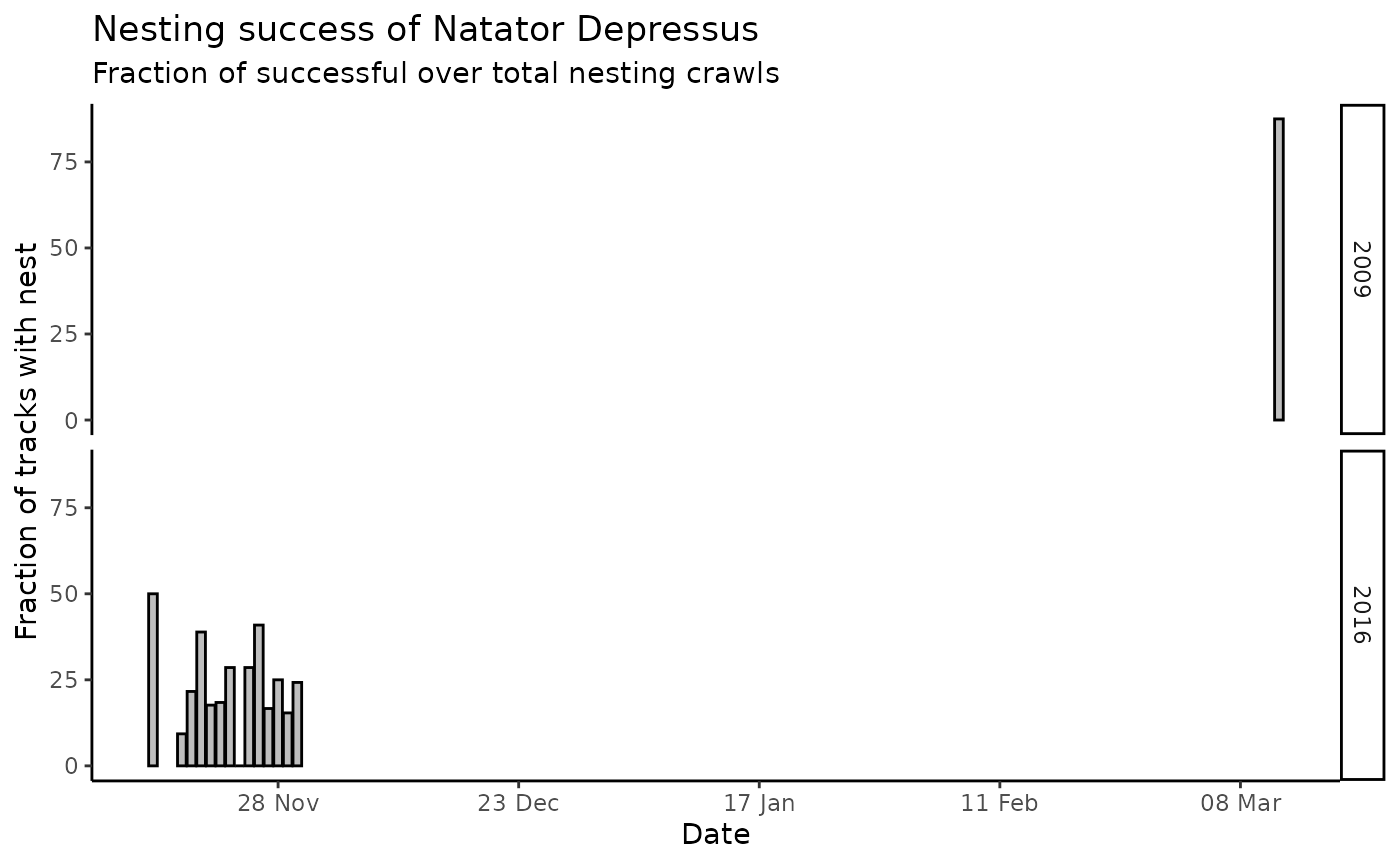 Nesting success of Natator Depressus
Fraction of successful over total nesting crawls
Fraction of tracks with nest
75
50
25
0
2009
75
50
25
0
2016
28 Nov
23 Dec
17 Jan
11 Feb
08 Mar
Date